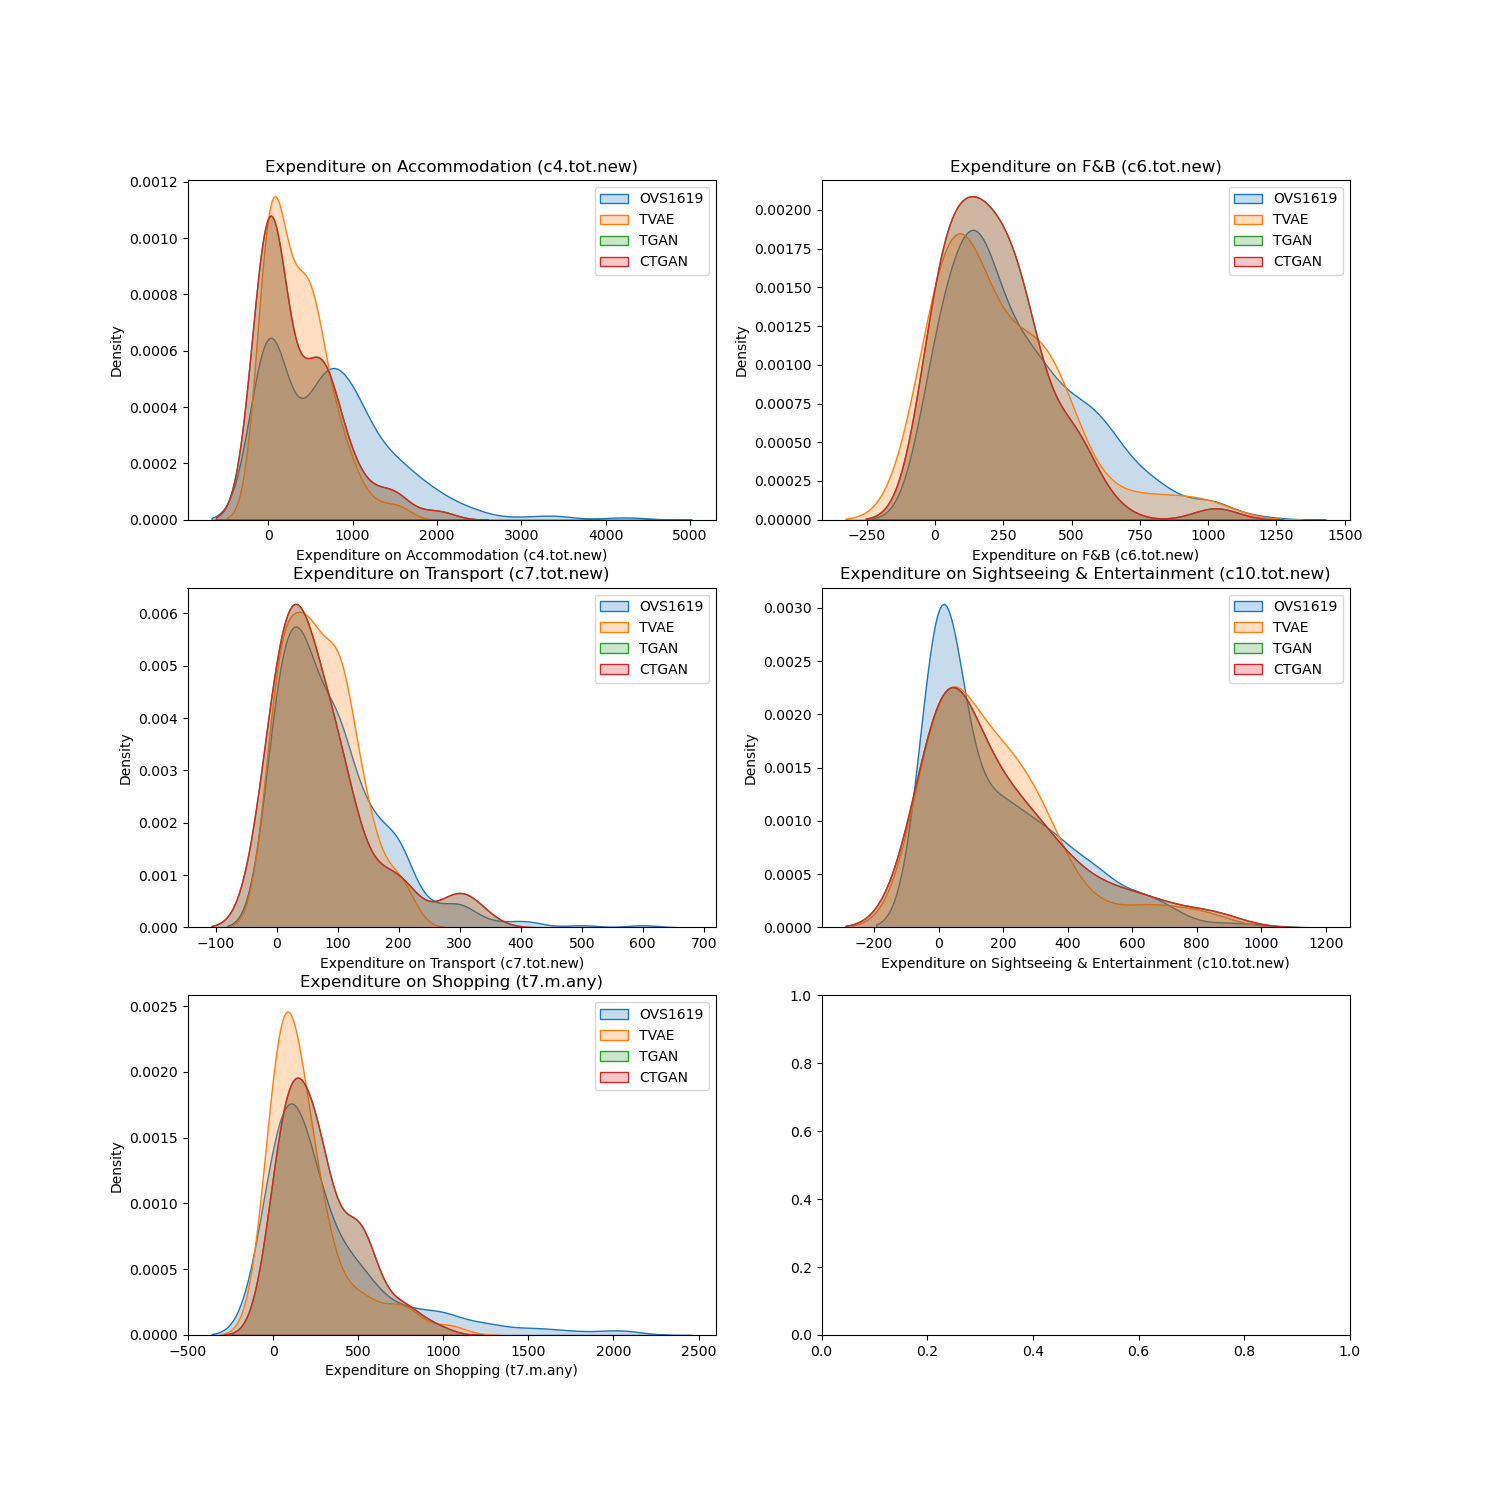 Expenditure on Accommodation (c4.tot.new)
0.0012
0.0010
0.0008
0.0006
0.0004
0.0002
0.0000
Density
OVS1619
TVAE
TGAN
CTGAN
0 1000 2000 3000 4000 5000
Expenditure on Accommodation (c4.tot.new)
Expenditure on F&B (c6.tot.new)
0.00200
0.00175
0.00150
0.00125
0.00100
0.00075
0.00050
0.00025
0.00000
Density
OVS1619
TVAE
TGAN
CTGAN
−250 0 250 500 750 1000 1250 1500
Expenditure on F&B (c6.tot.new)
Expenditure on Transport (c7.tot.new)
0.006
0.005
0.004
0.003
0.002
0.001
0.000
Density
OVS1619
TVAE
TGAN
CTGAN
−100 0 100 200 300 400 500 600 700
Expenditure on Transport (c7.tot.new)
Expenditure on Sightseeing & Entertainment (c10.tot.new)
0.0030
0.0025
0.0020
0.0015
0.0010
0.0005
0.0000
Density
OVS1619
TVAE
TGAN
CTGAN
−200 0 200 400 600 800 1000 1200
Expenditure on Sightseeing & Entertainment (c10.tot.new)
Expenditure on Shopping (t7.m.any)
0.0025
0.0020
0.0015
0.0010
0.0005
0.0000
Density
OVS1619
TVAE
TGAN
CTGAN
−500 0 500 1000 1500 2000 2500
Expenditure on Shopping (t7.m.any)
1.0
0.8
0.6
0.4
0.2
0.0
0.0 0.2 0.4 0.6 0.8 1.0